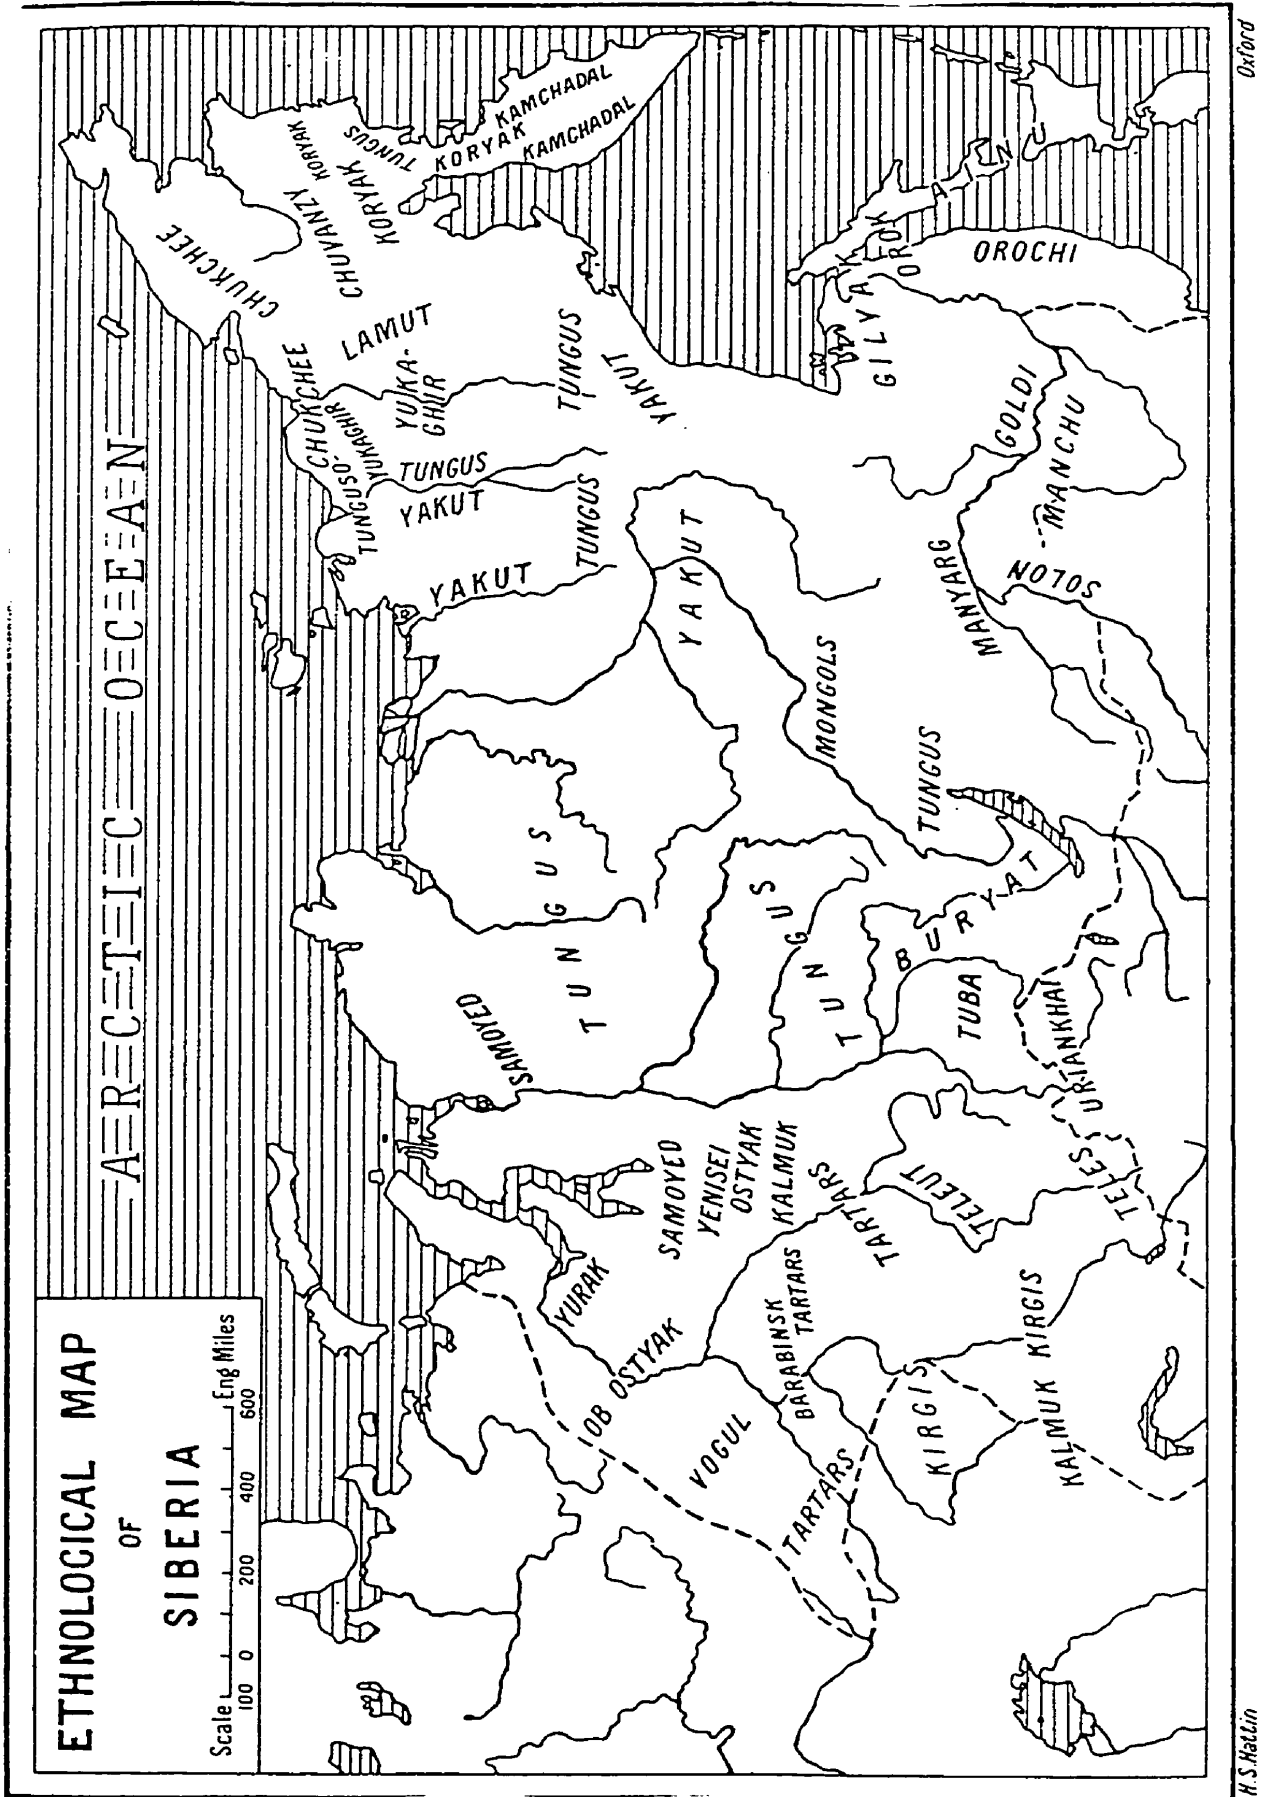 ETHNOLOCICAL MAP
OF
SIBERIA
Scale
Eng Miles
100 0 200 400 600
ARCTIC OCEAN
CHUKCHEE
KORYAK
TUNGUS
CHUVANZY
KORYAK
KORYAK
KAMCHADAL
KAMCHADAL
LAMUT
CHUKCHEE
YUKA-
GHIR
TUNGUSO-
YUKAGHIR
TUNGUS
YAKUT
TUNGUS
YAKUT
TUNGUS
YAKUT
YAKUT
SAMOYED
TUNGUS
TUNGUS
MONGOLS
TUNGUS
BURYAT
TUBA
URIANKHAI
GILYAK
OROK
AINU
OROCHI
GOLDI
MANCHU
MANYARG
SOLON
YURAK
SAMOYED
YENISEI
OSTYAK
KALMUK
TARTARS
TARTARS
TELEUT
TELES
OB OSTYAK
VOGUL
BARABINSK
TARTARS
TARTARS
KIRGIS
KIRGIS
KALMUK
H.S.Hattin
Oxford